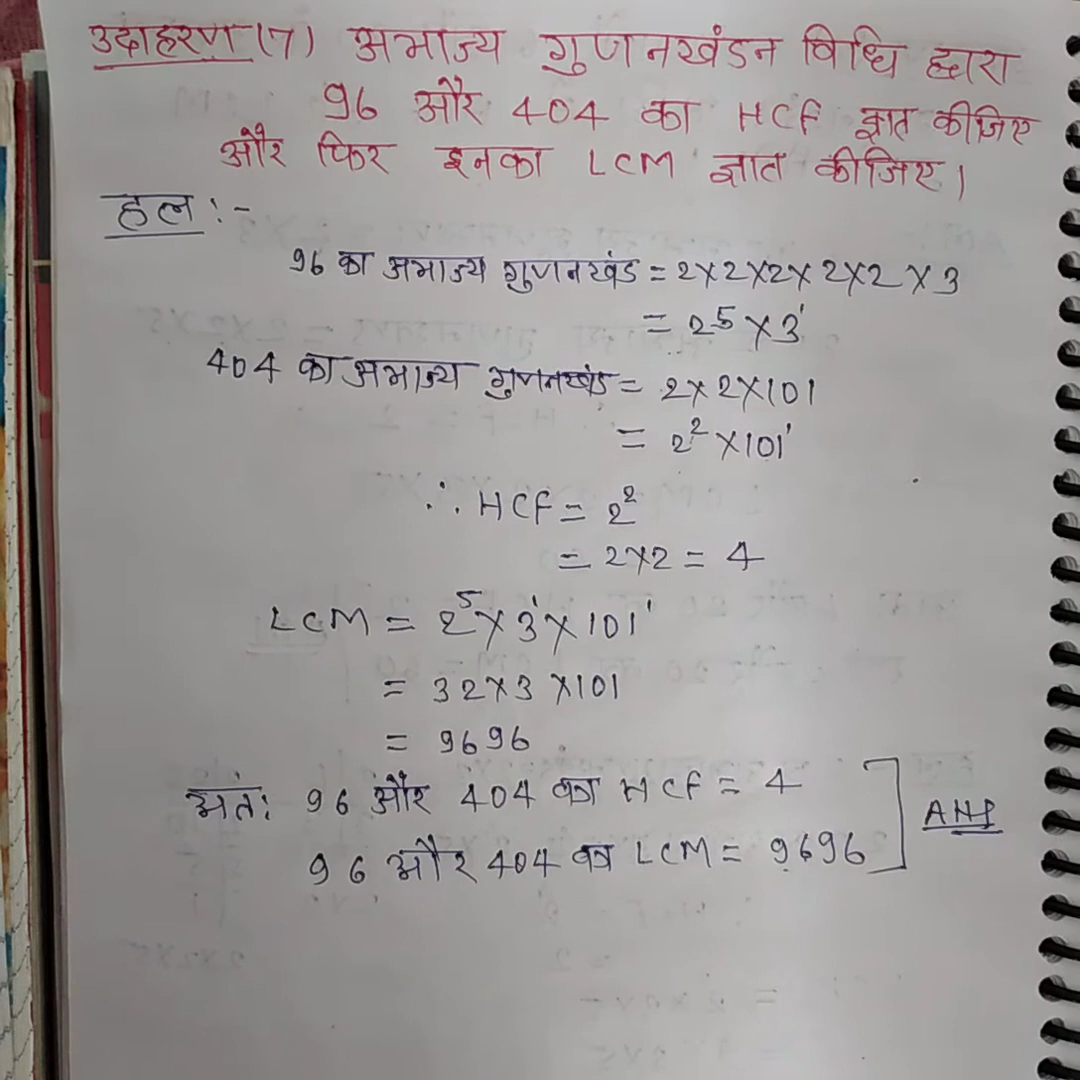 उदाहरण (7) अभाज्य गुणनखंडन विधि द्वारा
96 और 404 का HCF ज्ञात कीजिए
और फिर इनका LCM ज्ञात कीजिए।
हल :-
96 का अभाज्य गुणनखंड = 2×2×2×2×2×3
= 2⁵×3¹
404 का अभाज्य गुणनखंड = 2×2×101
= 2²×101¹
∴ HCF = 2²
= 2×2 = 4
LCM = 2⁵×3¹×101¹
= 32×3×101
= 9696
अतः 96 और 404 का HCF = 4
96 और 404 का LCM = 9696
ANS